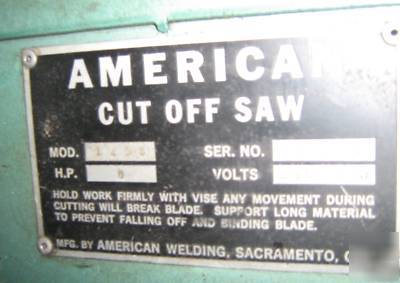 AMERICAN
CUT OFF SAW
MOD. SER. NO.
H.P. VOLTS
HOLD WORK FIRMLY WITH VISE ANY MOVEMENT DURING
CUTTING WILL BREAK BLADE. SUPPORT LONG MATERIAL
TO PREVENT FALLING OFF AND BINDING BLADE.
MFG. BY AMERICAN WELDING, SACRAMENTO,